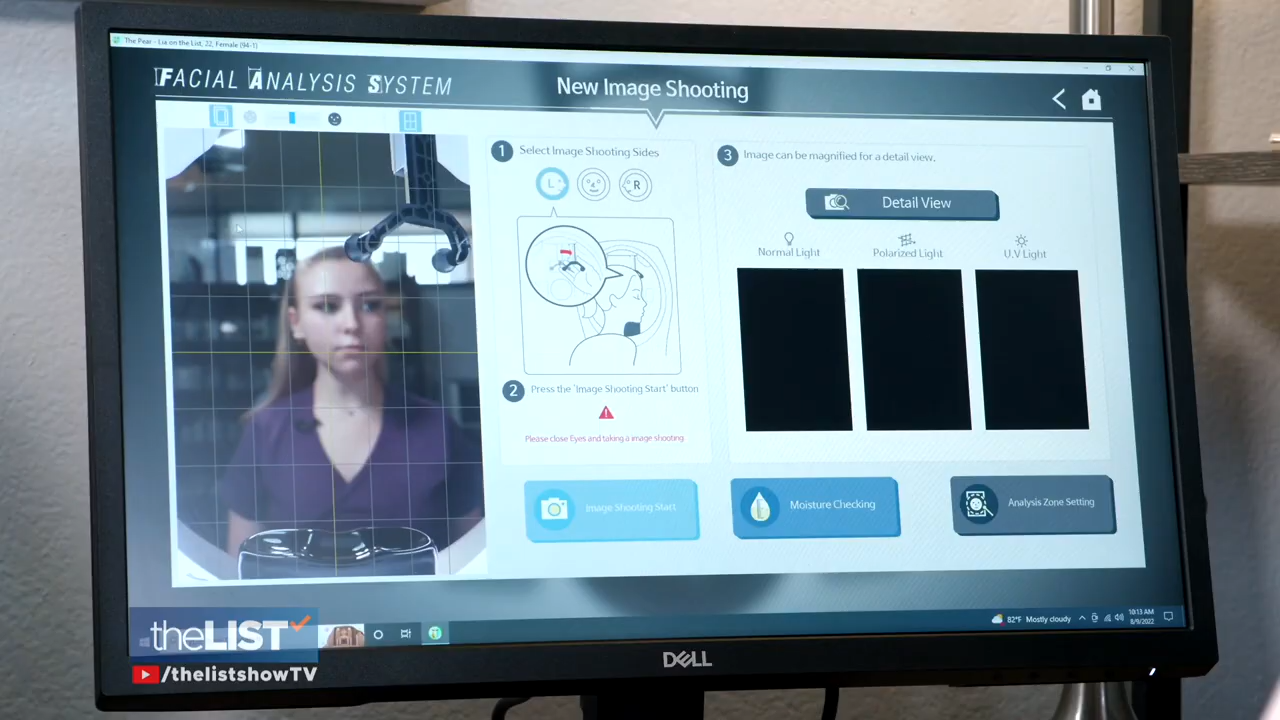 The Pear - Lia on the List, 22, Female (94-1)
FACIAL ANALYSIS SYSTEM
New Image Shooting
1 Select Image Shooting Sides
L
R
2 Press the 'Image Shooting Start' button
Please close Eyes and taking a image shooting
3 Image can be magnified for a detail view.
Detail View
Normal Light
Polarized Light
U.V Light
Image Shooting Start
Moisture Checking
Analysis Zone Setting
82°F Mostly cloudy
10:13 AM
8/9/2022
theLIST
/thelistshowTV
DELL